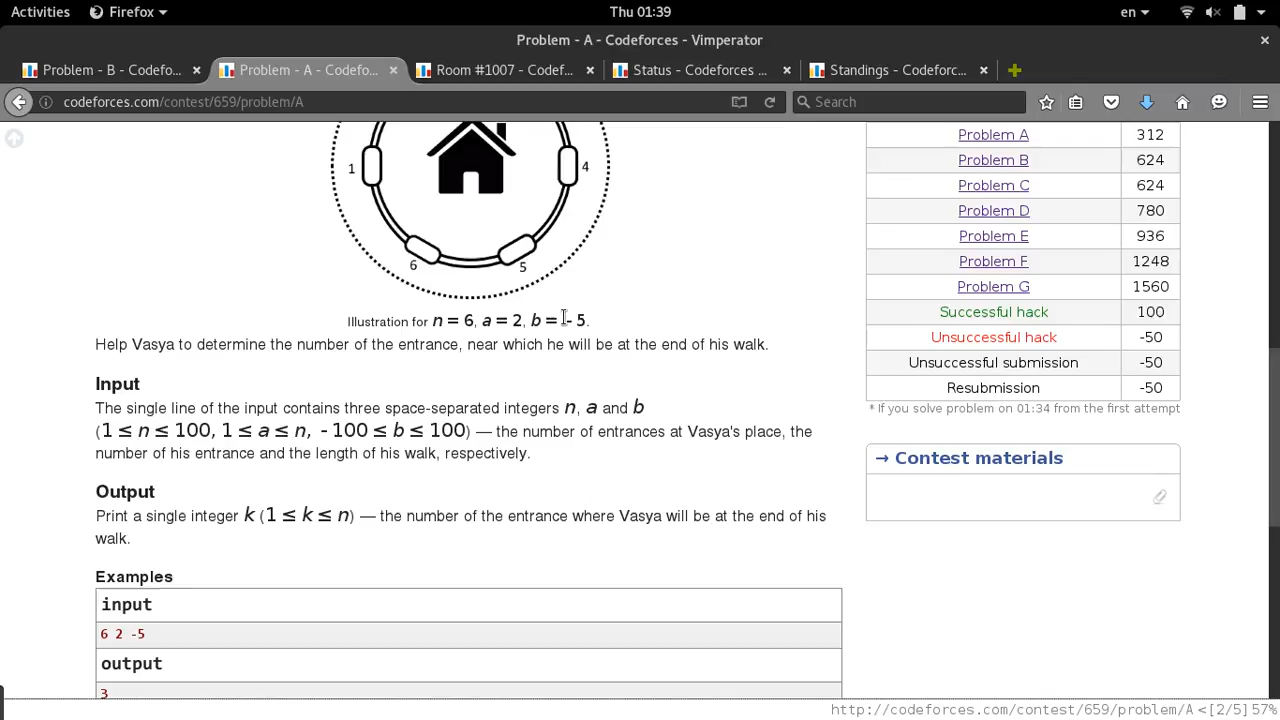 Activities Firefox Thu 01:39 en
Problem - A - Codeforces - Vimperator
Problem - B - Codefo... Problem - A - Codefo... Room #1007 - Codef... Status - Codeforces ... Standings - Codeforc...
codeforces.com/contest/659/problem/A Search
1 4
6 5
Illustration for n = 6, a = 2, b = - 5.
Help Vasya to determine the number of the entrance, near which he will be at the end of his walk.
Input
The single line of the input contains three space-separated integers n, a and b
(1 ≤ n ≤ 100, 1 ≤ a ≤ n, - 100 ≤ b ≤ 100) — the number of entrances at Vasya's place, the
number of his entrance and the length of his walk, respectively.
Output
Print a single integer k (1 ≤ k ≤ n) — the number of the entrance where Vasya will be at the end of his
walk.
Examples
input
6 2 -5
output
3
Problem A 312
Problem B 624
Problem C 624
Problem D 780
Problem E 936
Problem F 1248
Problem G 1560
Successful hack 100
Unsuccessful hack -50
Unsuccessful submission -50
Resubmission -50
* If you solve problem on 01:34 from the first attempt
→ Contest materials
http://codeforces.com/contest/659/problem/A <[2/5] 57%